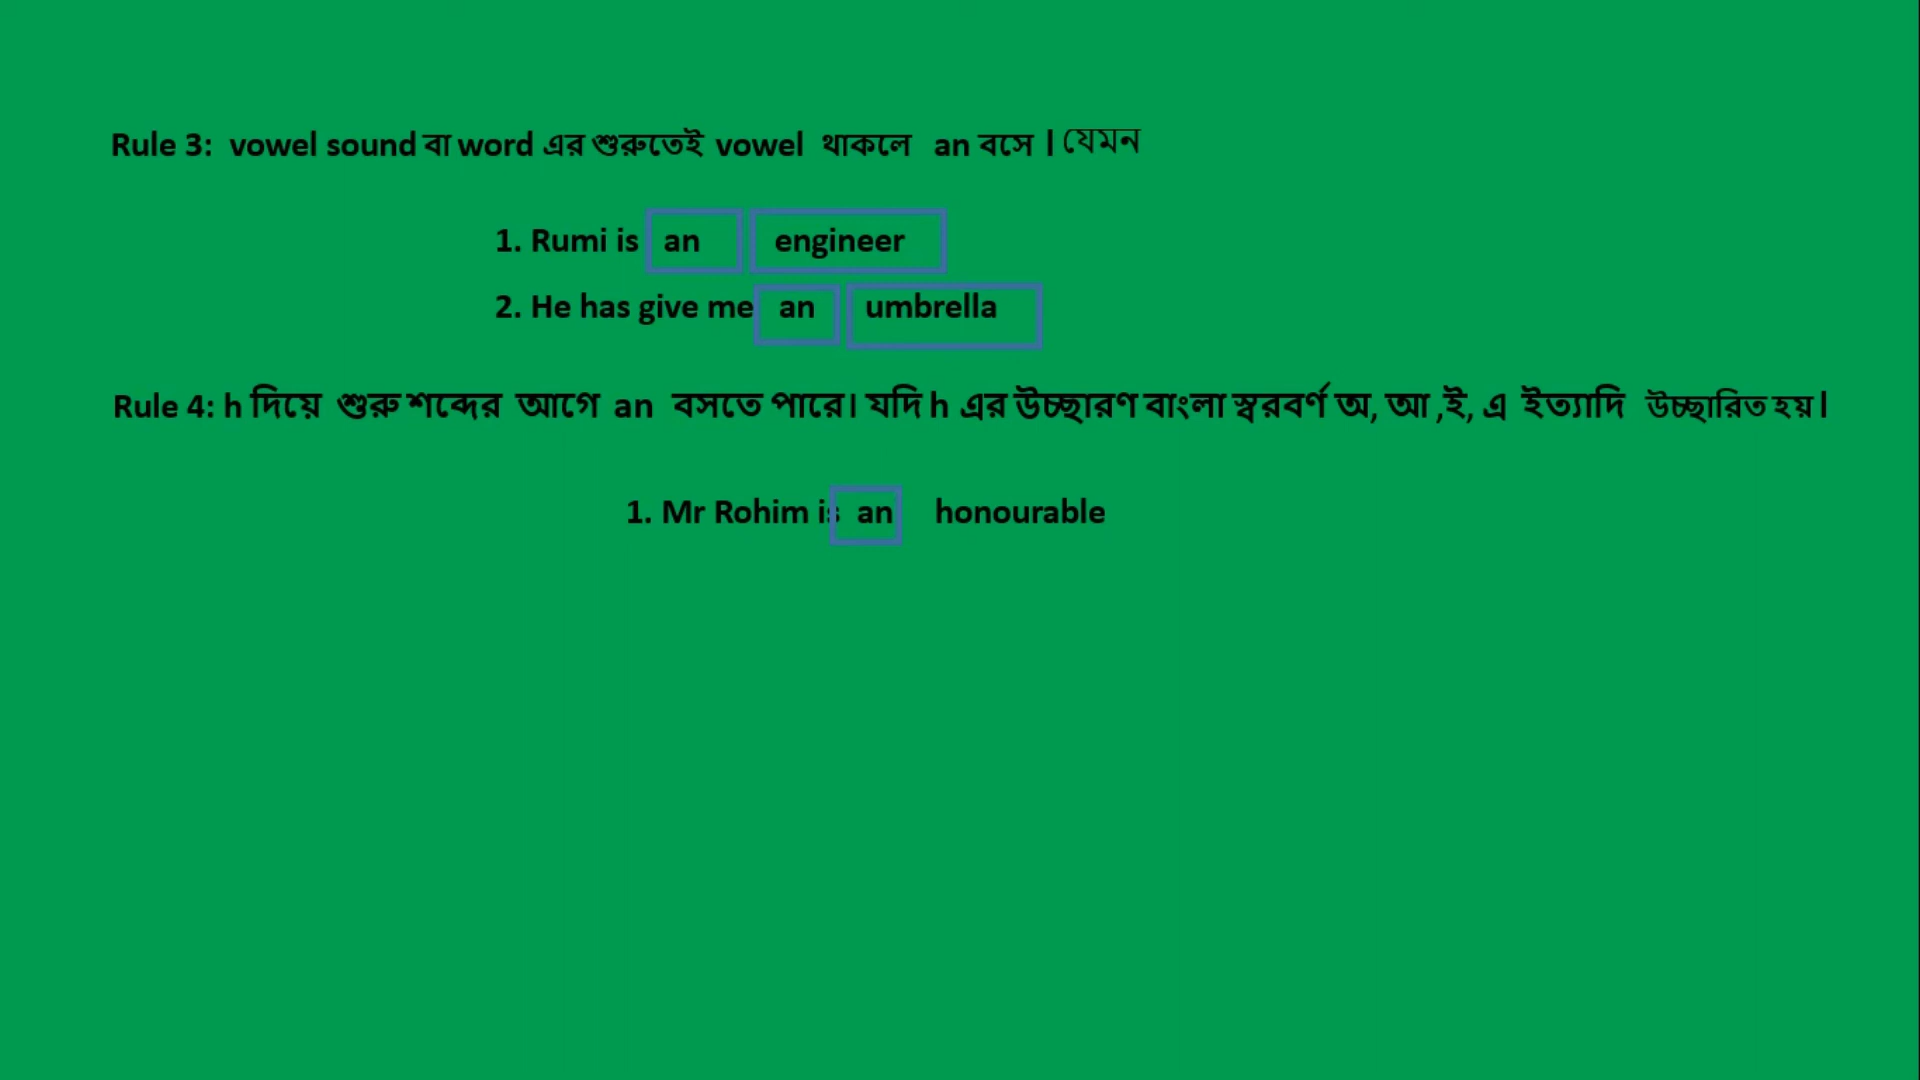 Rule 3: vowel sound বা word এর শুরুতেই vowel থাকলে an বসে । যেমন
1. Rumi is an engineer
2. He has give me an umbrella
Rule 4: h দিয়ে শুরু শব্দের আগে an বসতে পারে। যদি h এর উচ্ছারণ বাংলা স্বরবর্ণ অ, আ ,ই, এ ইত্যাদি উচ্ছারিত হয়।
1. Mr Rohim is an honourable